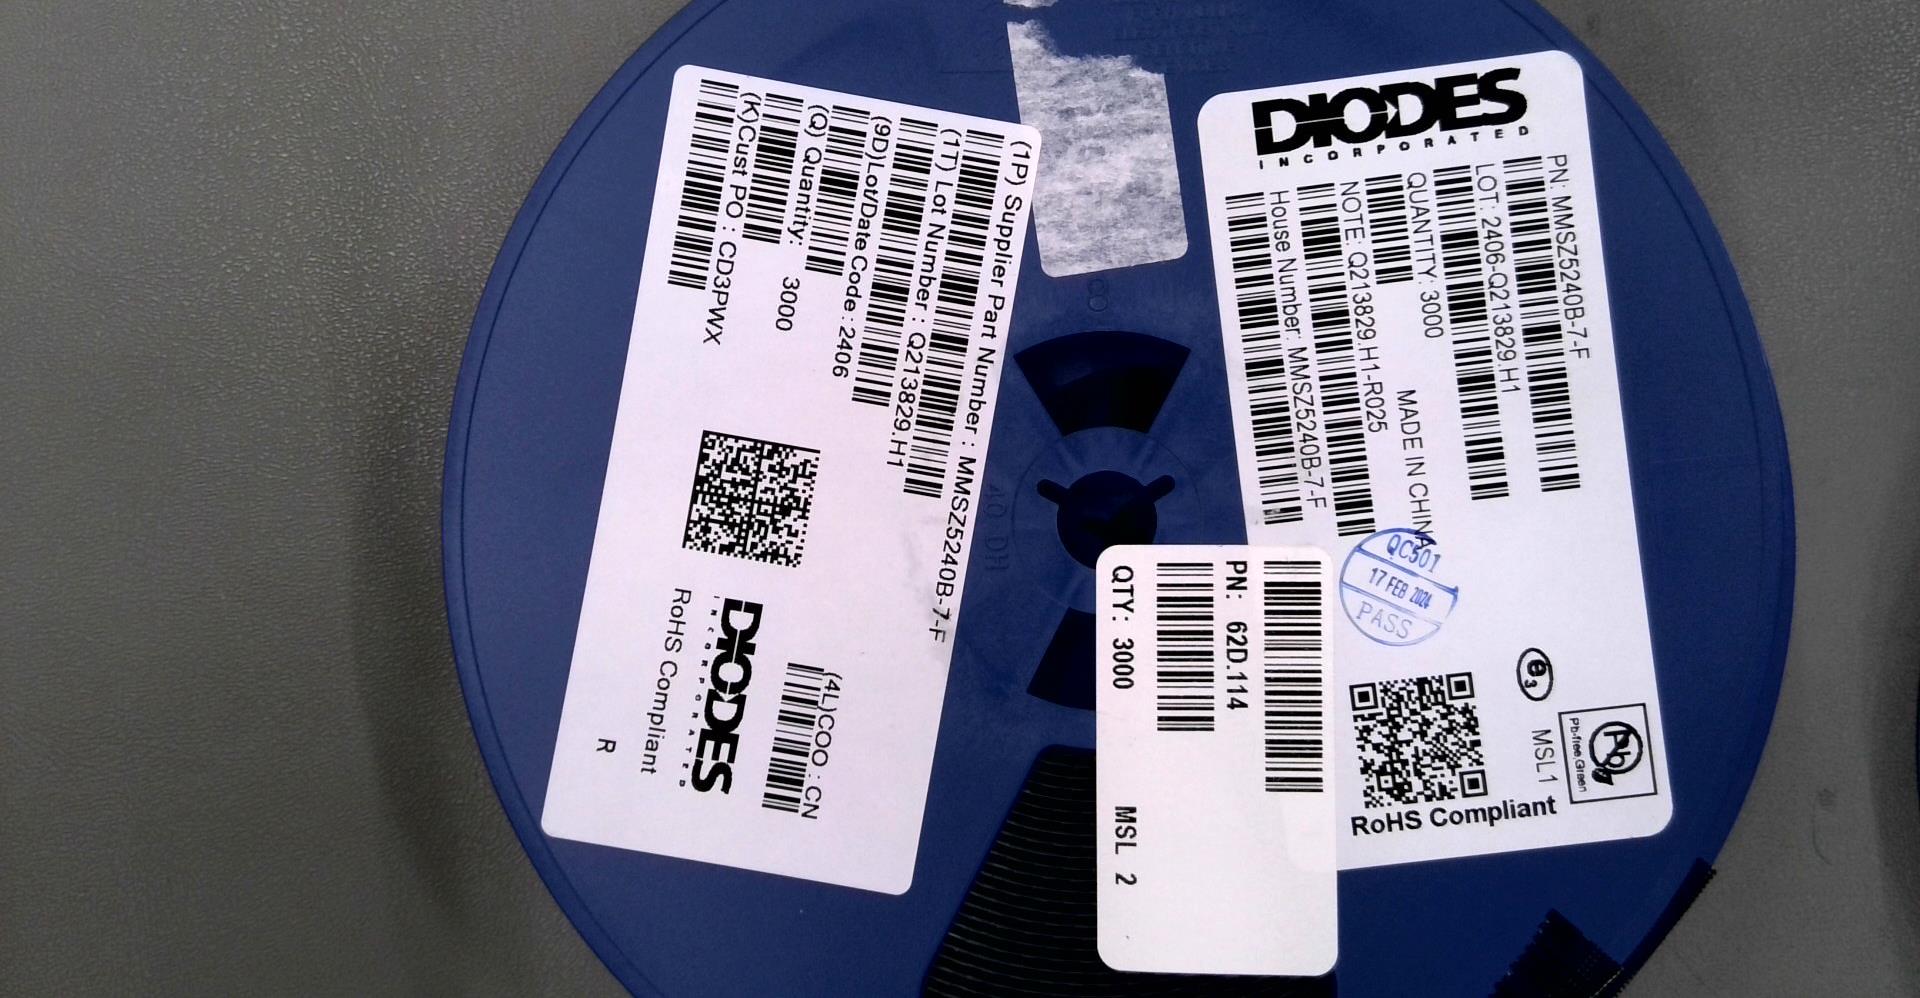 (1P) Supplier Part Number : MMSZ5240B-7-F
(1T) Lot Number : Q213829.H1
(9D)Lot/DateCode : 2406
(Q) Quantity: 3000
(K)Cust PO : CD3PWX
(4L)COO : CN
DIODES
INCORPORATED
RoHS Compliant
R
DIODES
INCORPORATED
PN: MMSZ5240B-7-F
LOT: 2406-Q213829.H1
QUANTITY: 3000
MADE IN CHINA
NOTE: Q213829.H1-R025
House Number: MMSZ5240B-7-F
QC501
17 FEB 2024
PASS
e3
MSL1
Pb
Pb-free.Green
RoHS Compliant
PN: 62D.114
QTY: 3000
MSL 2